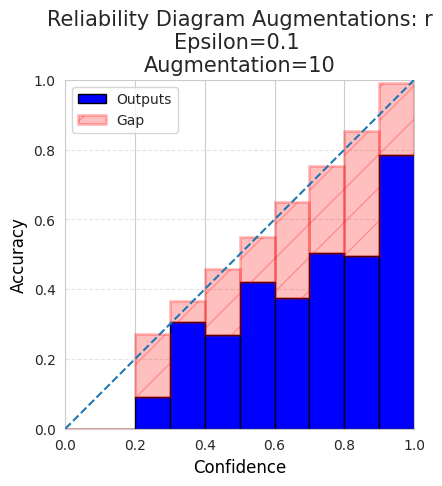 Reliability Diagram Augmentations: r
Epsilon=0.1
Augmentation=10
Outputs
Gap
Accuracy
1.0
0.8
0.6
0.4
0.2
0.0
0.0 0.2 0.4 0.6 0.8 1.0
Confidence